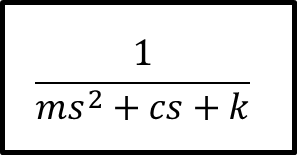 1
ms² + cs + k